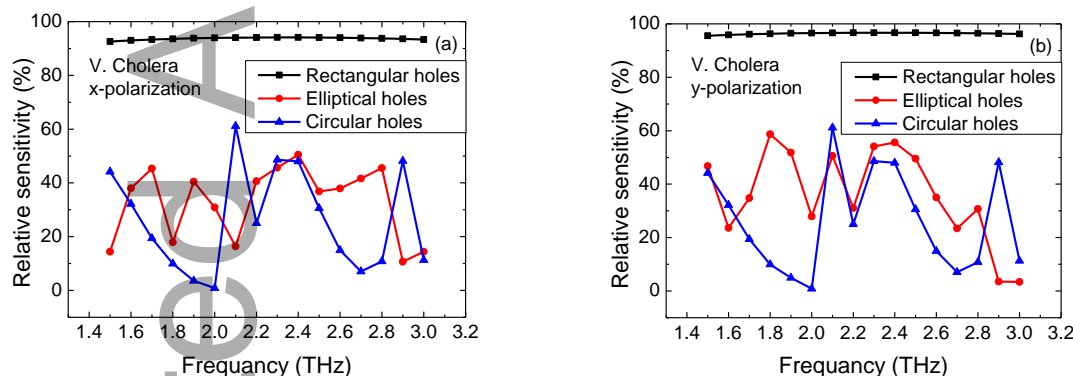 100
80
60
40
20
0
Relative sensitivity (%)
V. Cholera
x-polarization
(a)
Rectangular holes
Elliptical holes
Circular holes
1.4 1.6 1.8 2.0 2.2 2.4 2.6 2.8 3.0 3.2
Frequancy (THz)
100
80
60
40
20
0
Relative sensitivity (%)
V. Cholera
y-polarization
(b)
Rectangular holes
Elliptical holes
Circular holes
1.4 1.6 1.8 2.0 2.2 2.4 2.6 2.8 3.0 3.2
Frequancy (THz)
ed A